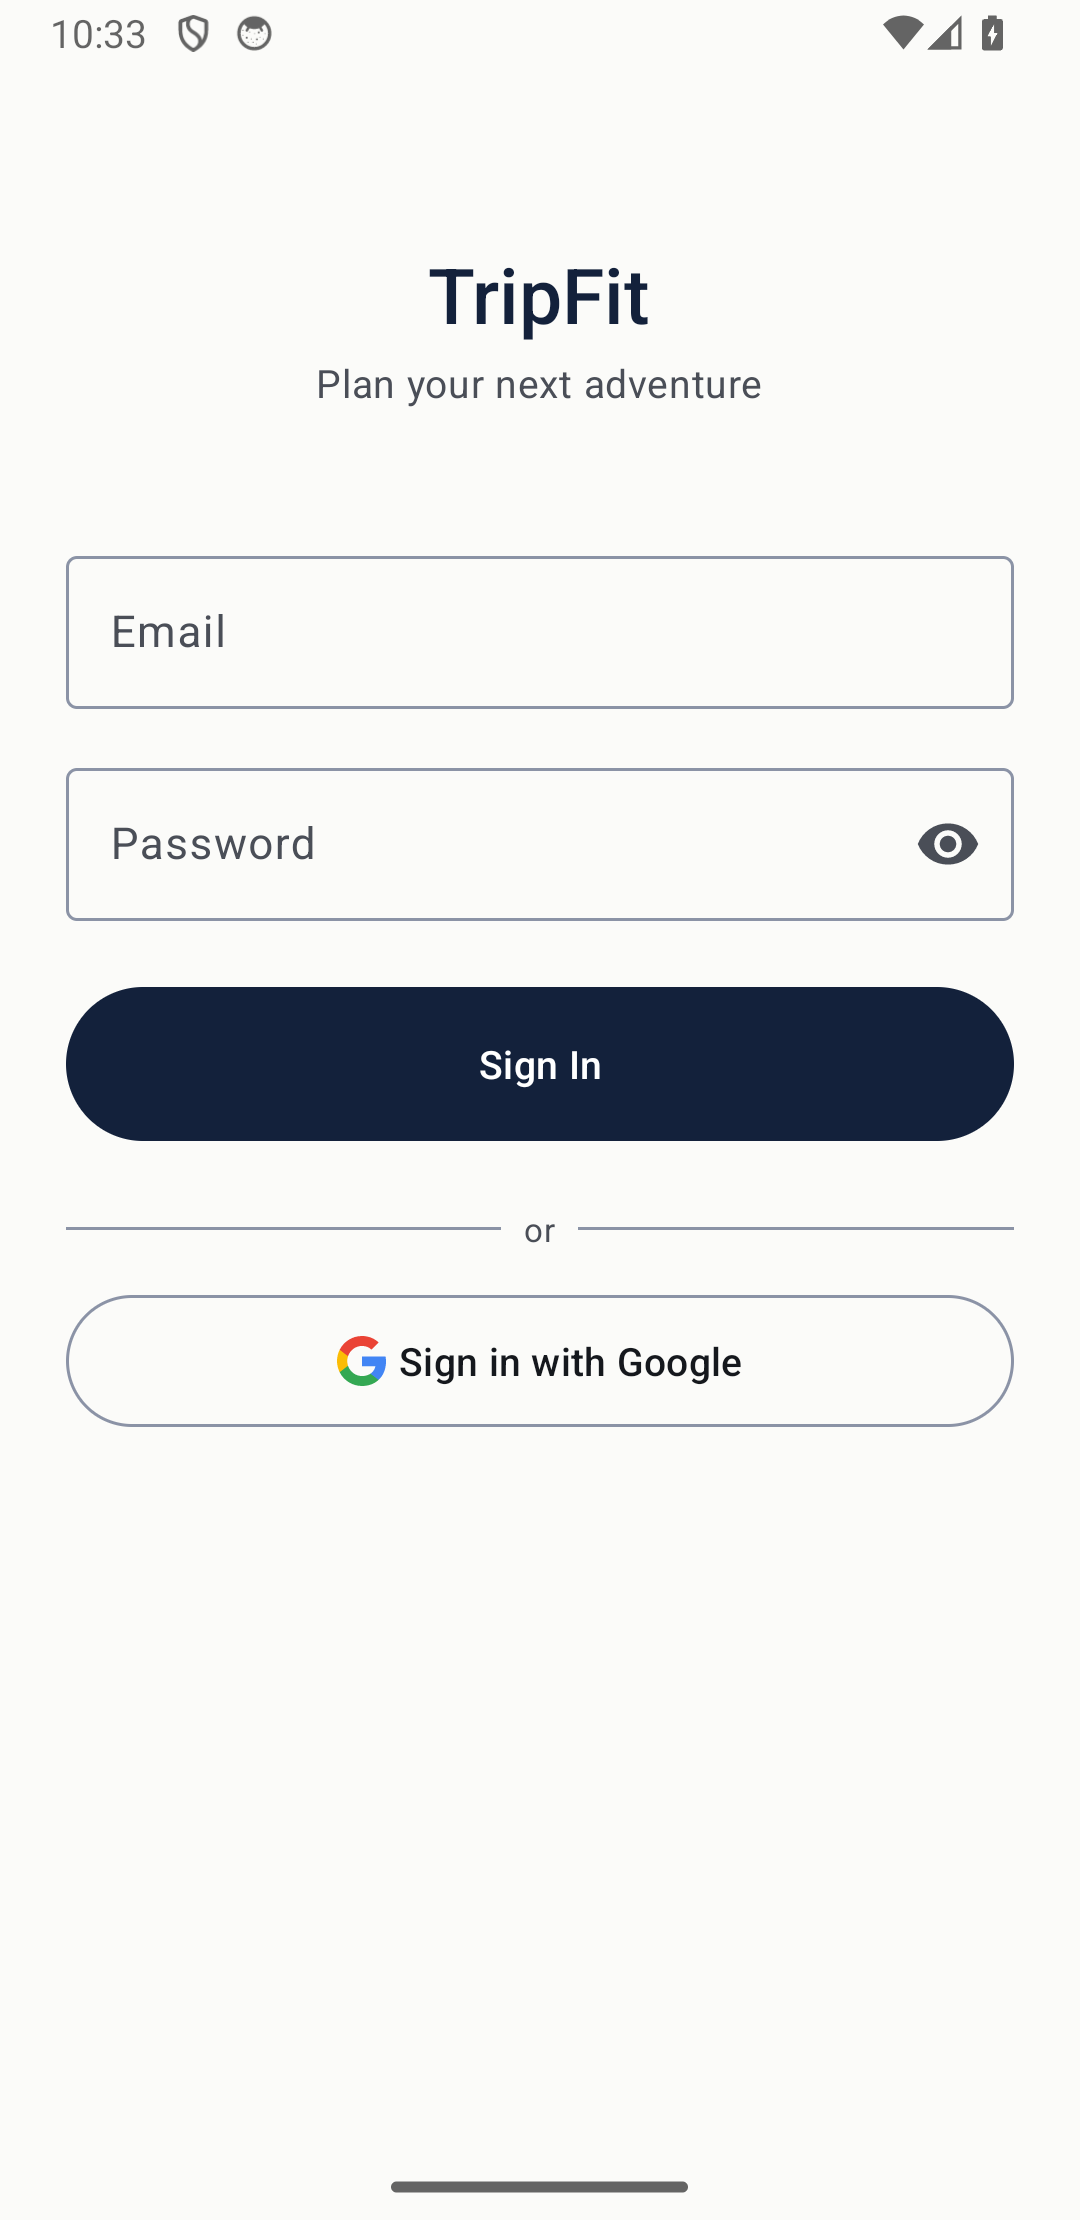 10:33
TripFit
Plan your next adventure
Email
Password
Sign In
or
Sign in with Google